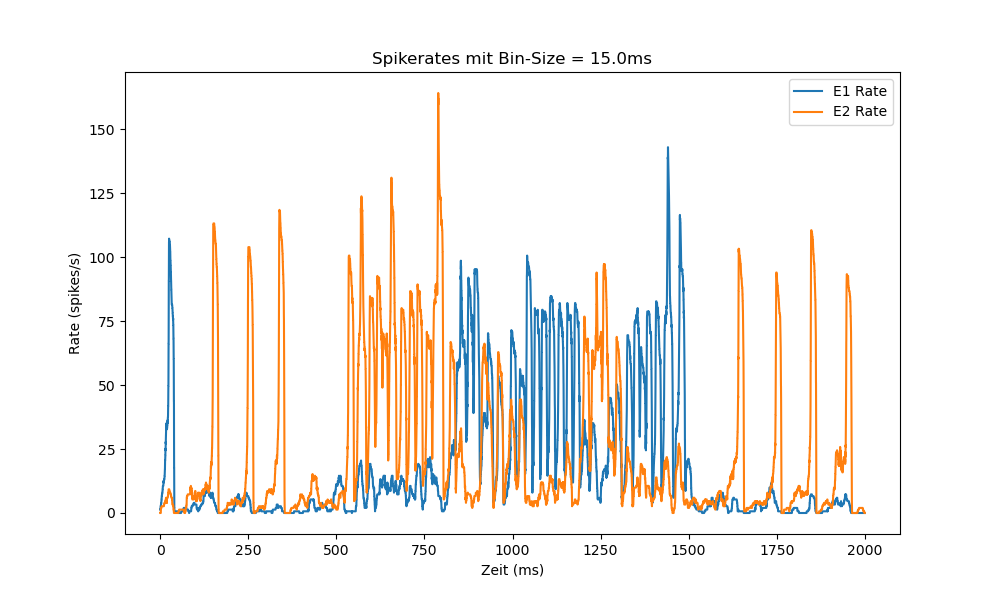 Spikerates mit Bin-Size = 15.0ms
E1 Rate
E2 Rate
150
125
100
75
50
25
0
Rate (spikes/s)
0 250 500 750 1000 1250 1500 1750 2000
Zeit (ms)